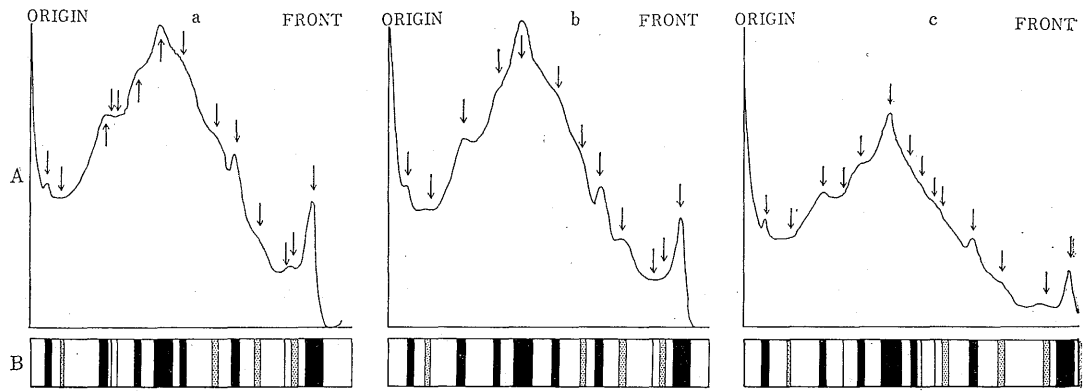 ORIGIN a FRONT
ORIGIN b FRONT
ORIGIN c FRONT
A
B